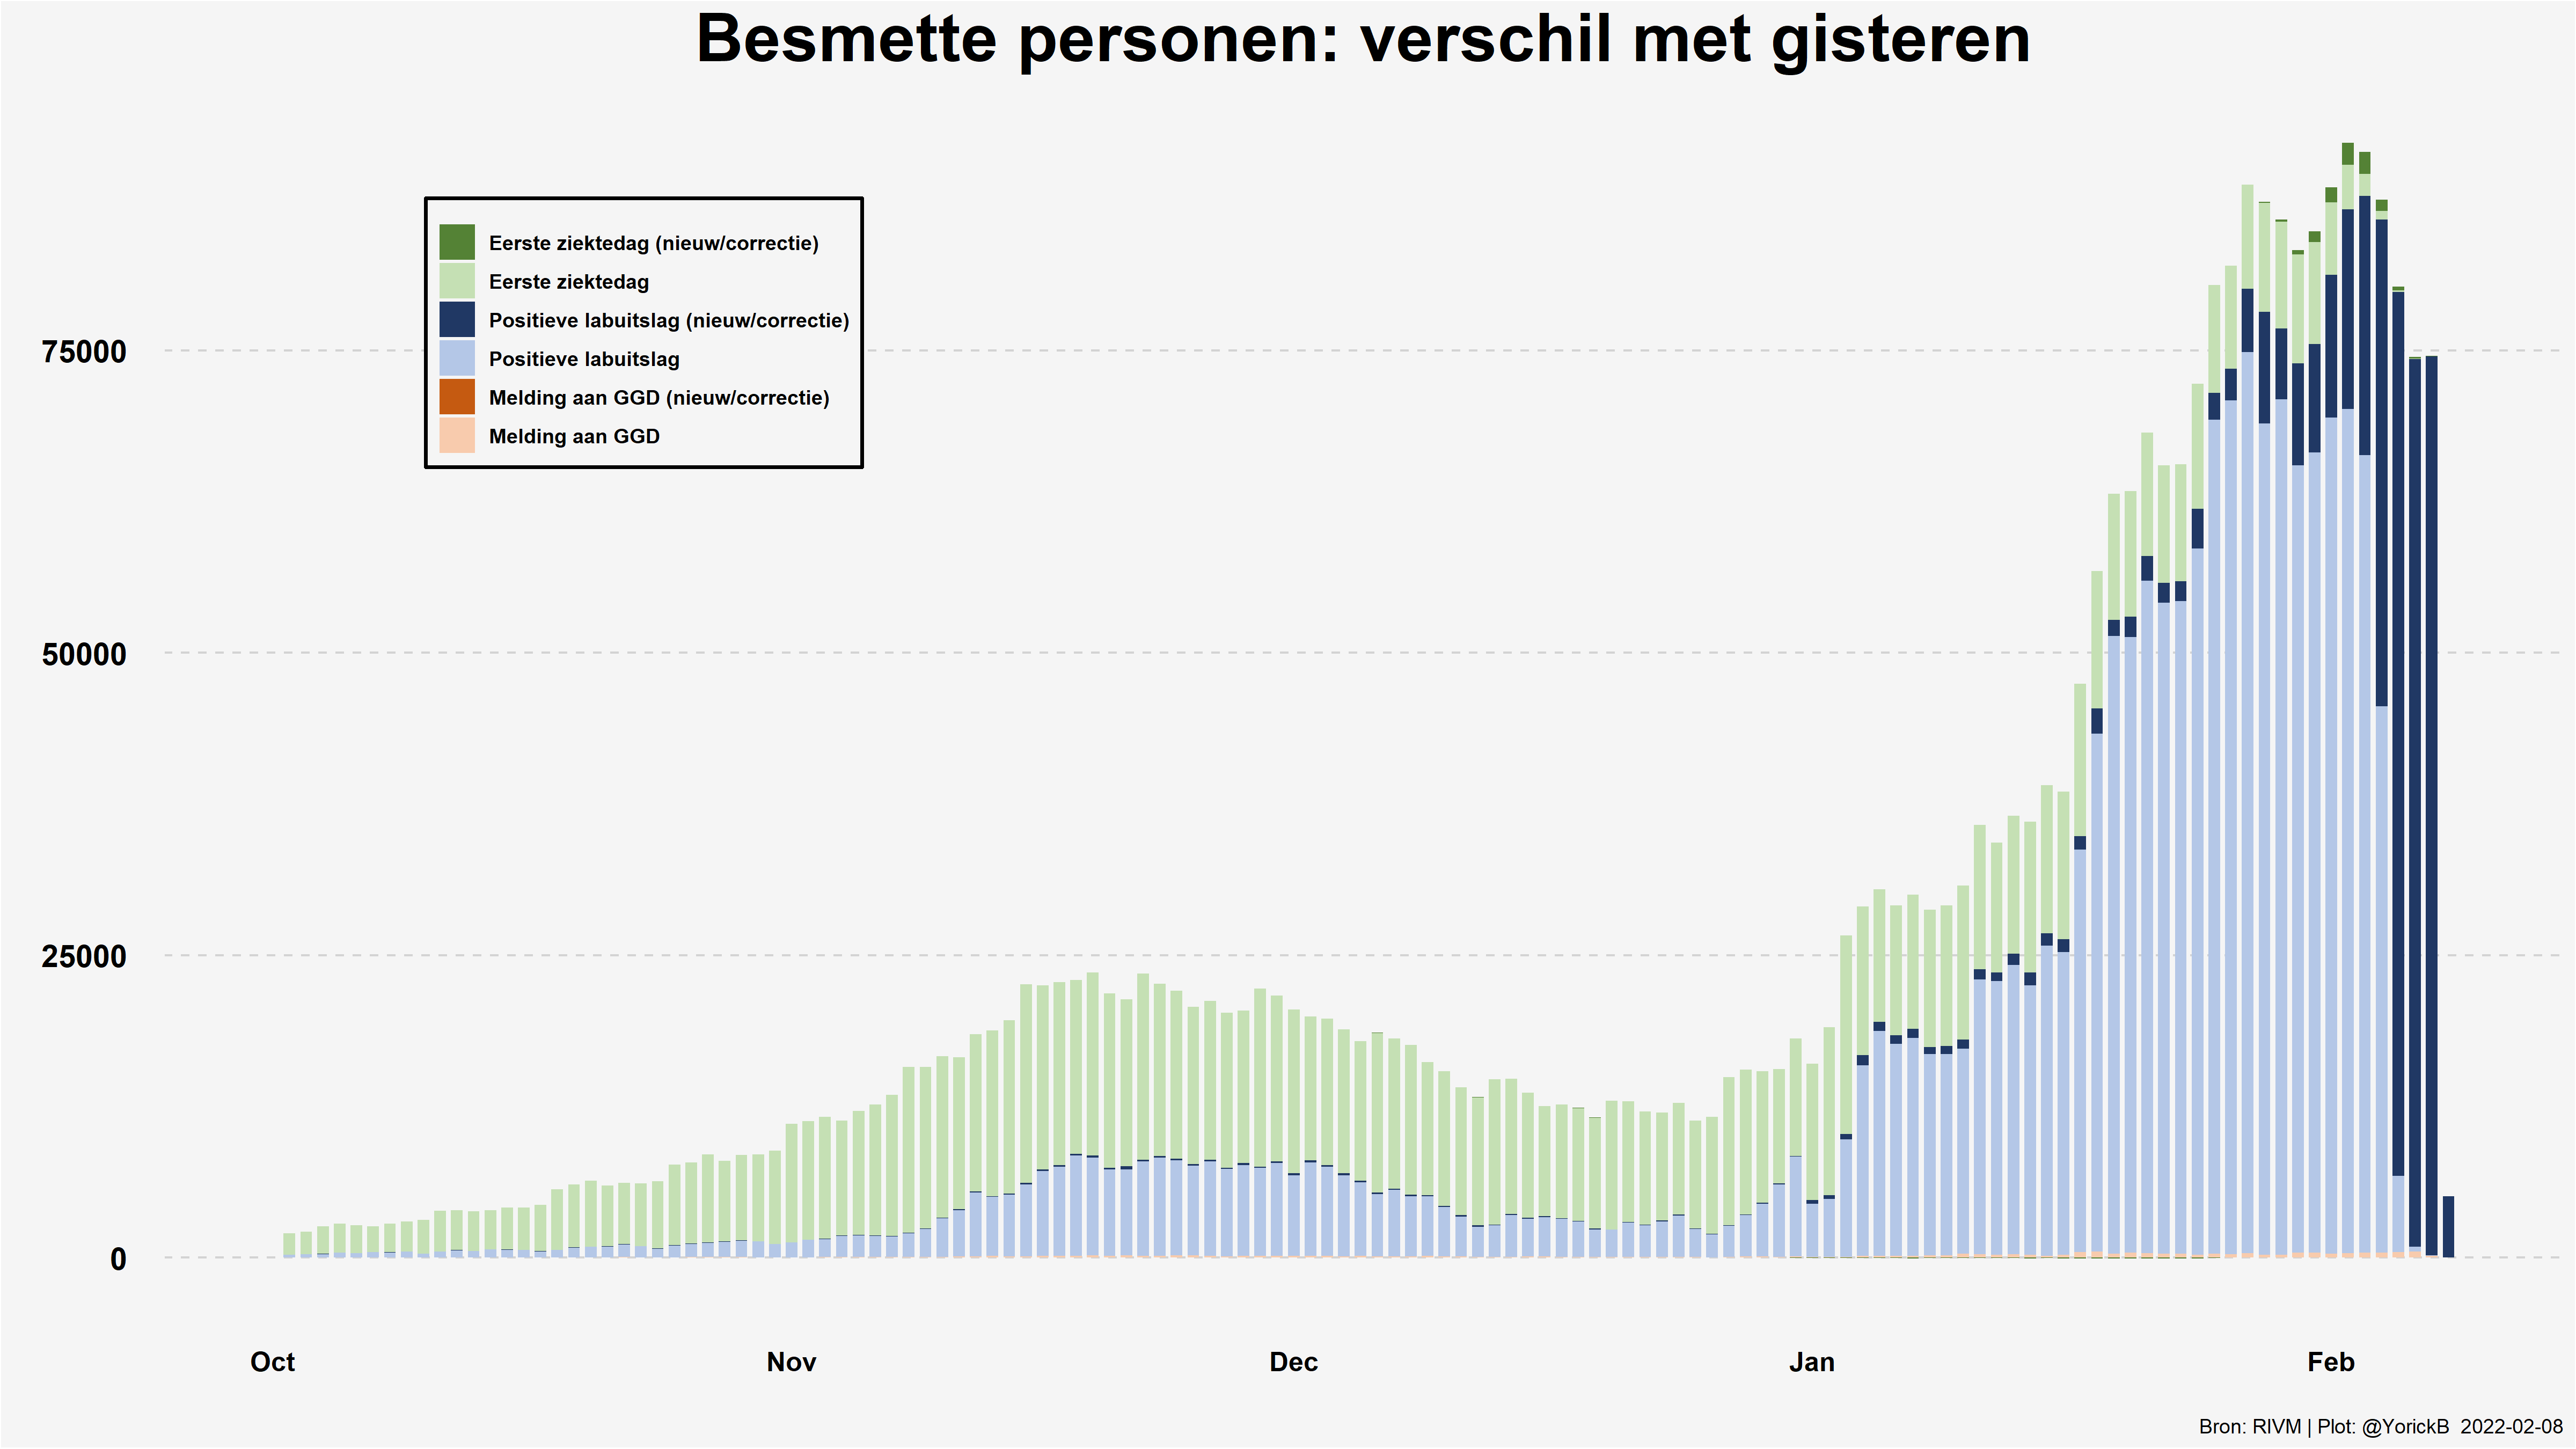 Besmette personen: verschil met gisteren
Eerste ziektedag (nieuw/correctie)
Eerste ziektedag
Positieve labuitslag (nieuw/correctie)
Positieve labuitslag
Melding aan GGD (nieuw/correctie)
Melding aan GGD
75000
50000
25000
0
Oct Nov Dec Jan Feb
Bron: RIVM | Plot: @YorickB 2022-02-08